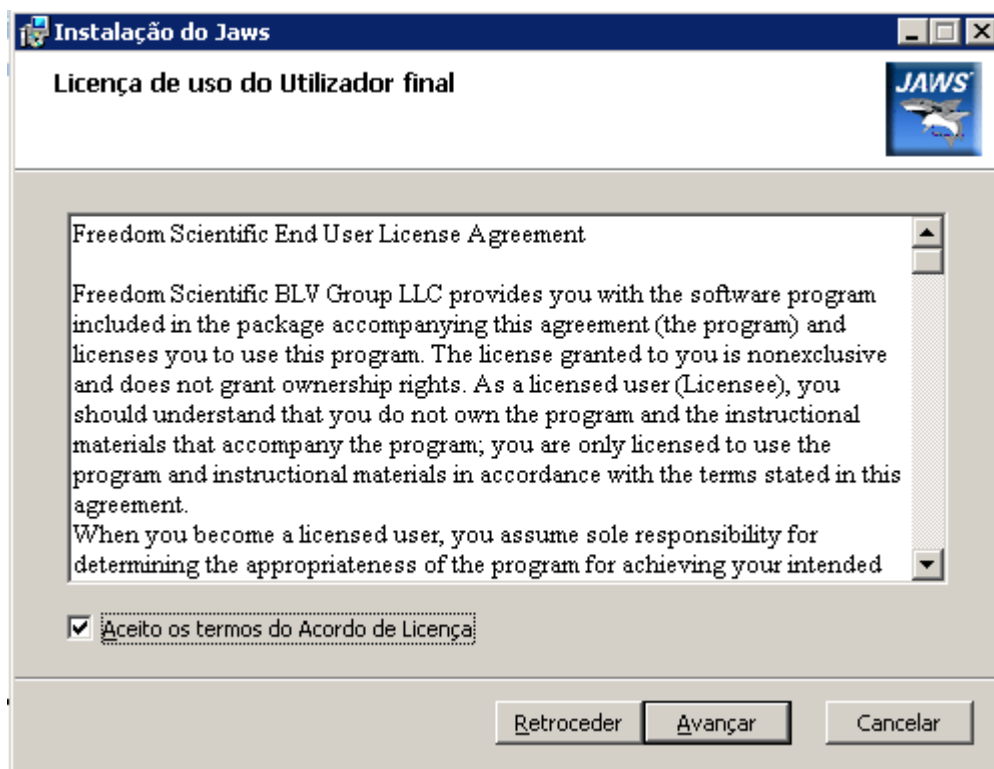 Instalação do Jaws
Licença de uso do Utilizador final
JAWS
Freedom Scientific End User License Agreement
Freedom Scientific BLV Group LLC provides you with the software program
included in the package accompanying this agreement (the program) and
licenses you to use this program. The license granted to you is nonexclusive
and does not grant ownership rights. As a licensed user (Licensee), you
should understand that you do not own the program and the instructional
materials that accompany the program; you are only licensed to use the
program and instructional materials in accordance with the terms stated in this
agreement.
When you become a licensed user, you assume sole responsibility for
determining the appropriateness of the program for achieving your intended
Aceito os termos do Acordo de Licença
Retroceder
Avançar
Cancelar